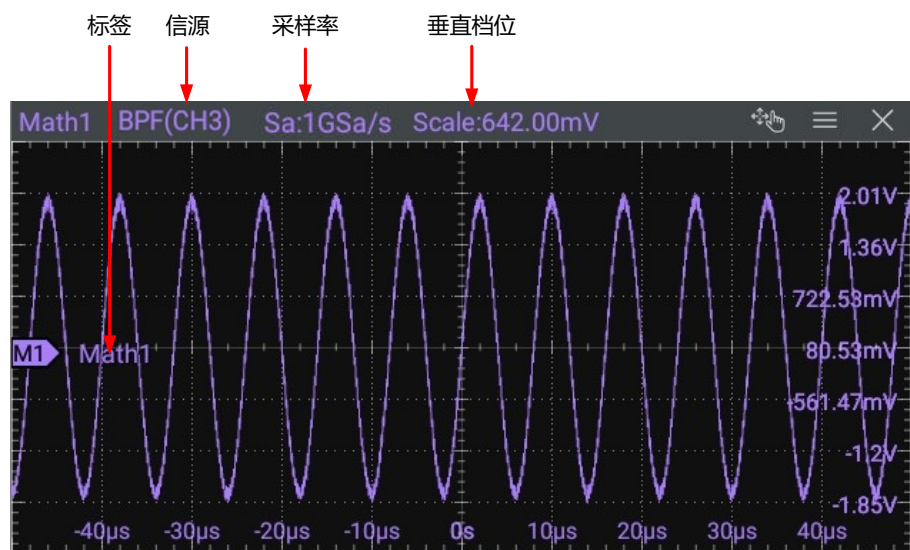 标签 信源 采样率 垂直档位
Math1 BPF(CH3) Sa:1GSa/s Scale:642.00mV
2.01V
1.36V
722.53mV
M1 Math1 80.53mV
-561.47mV
-1.2V
-1.85V
-40μs -30μs -20μs -10μs 0s 10μs 20μs 30μs 40μs